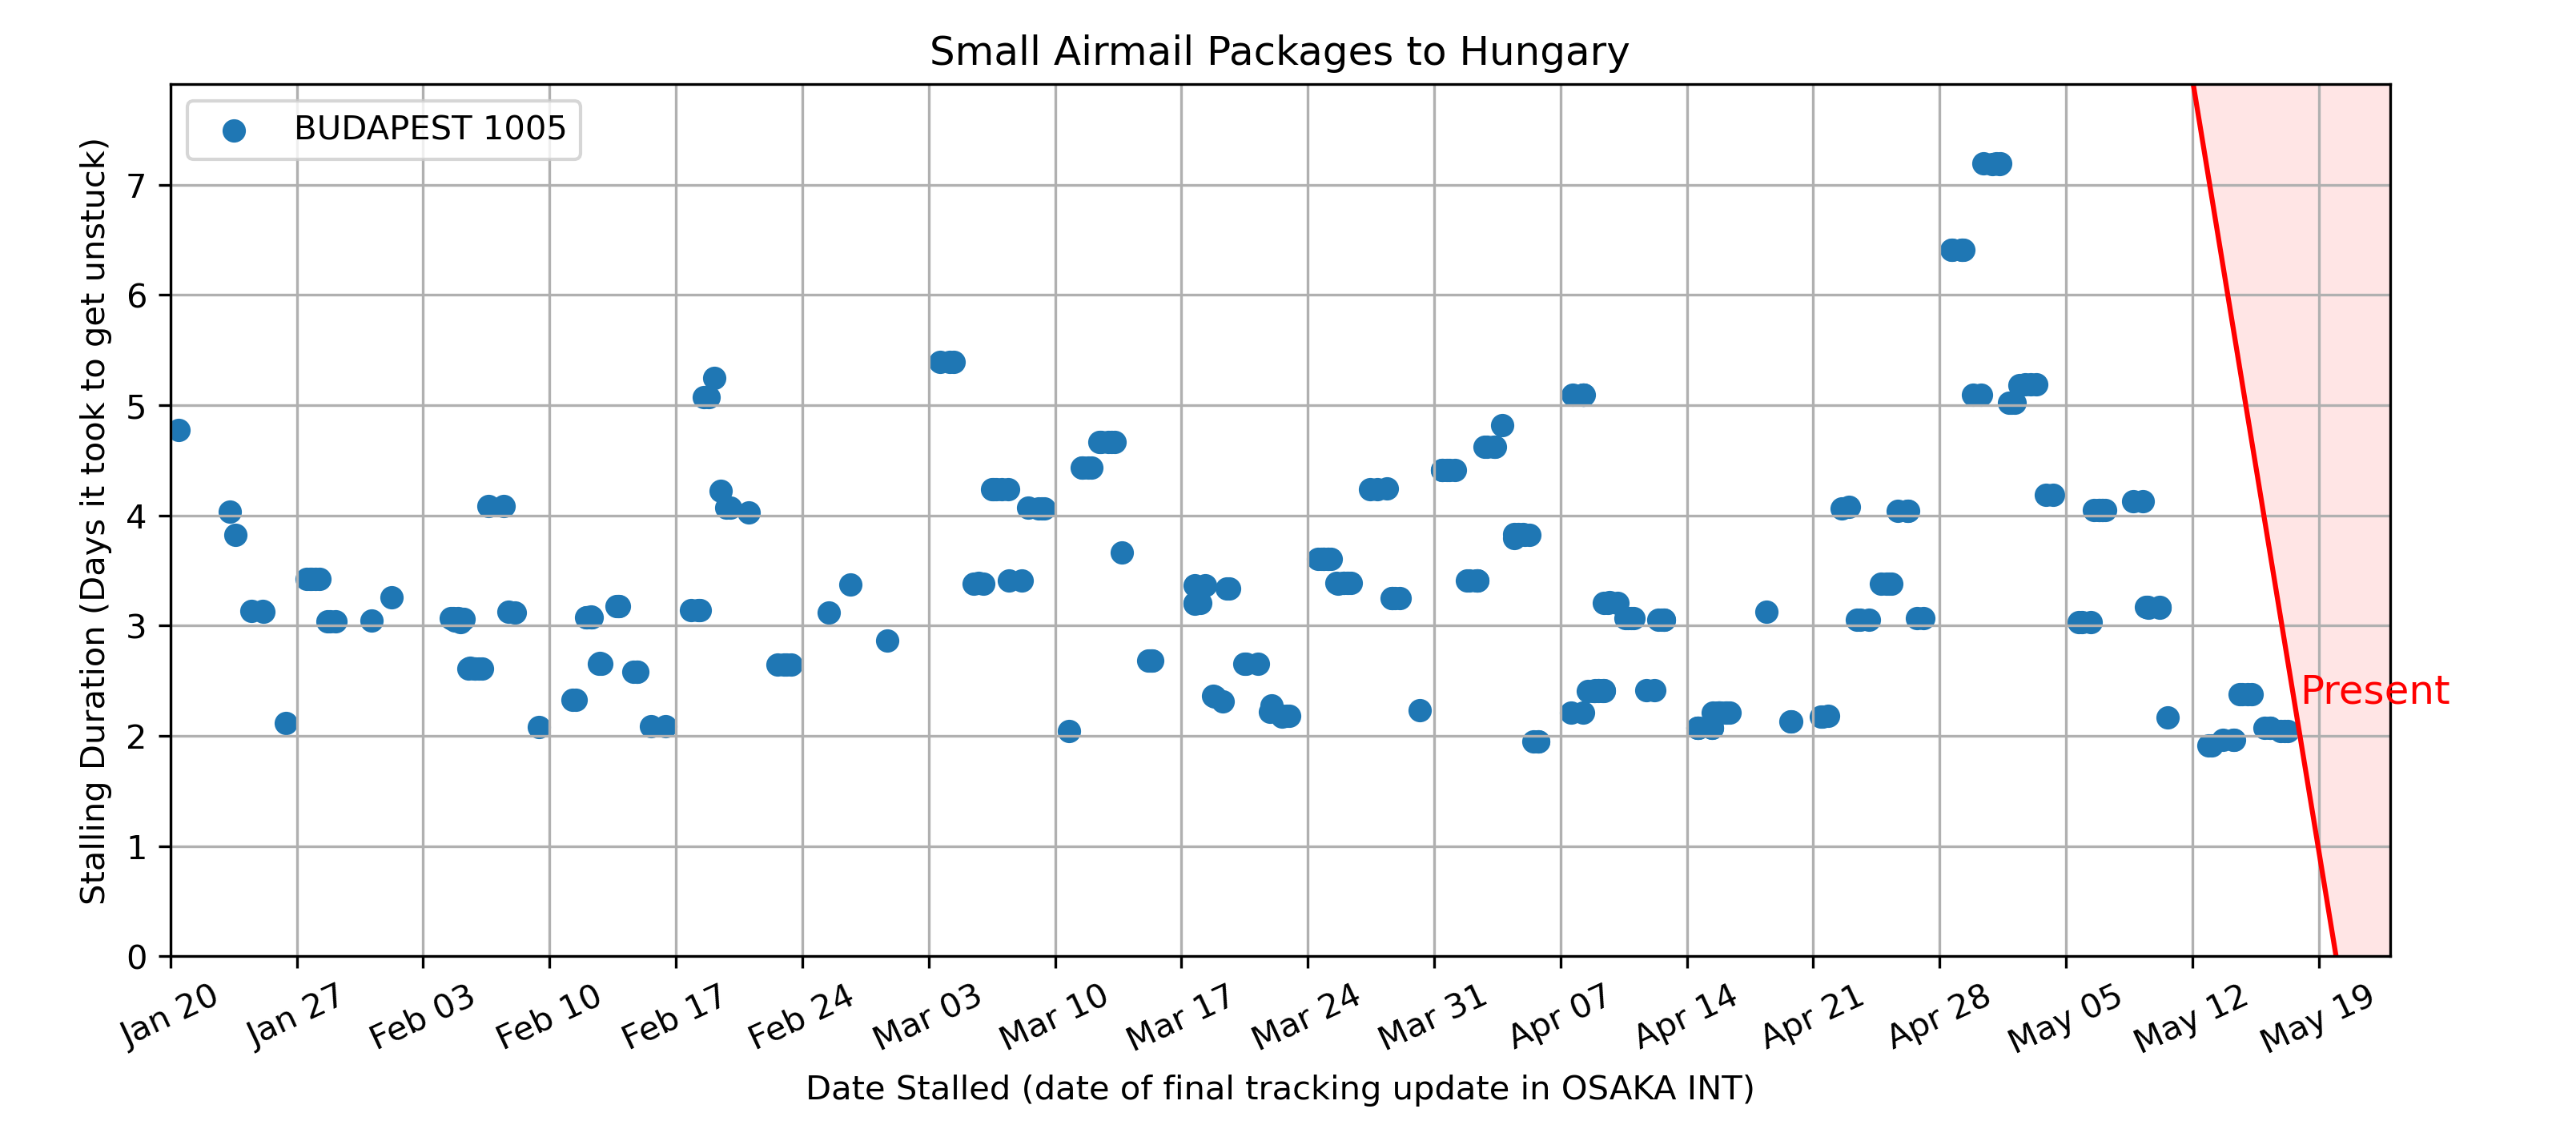 Small Airmail Packages to Hungary
BUDAPEST 1005
Stalling Duration (Days it took to get unstuck)
7
6
5
4
3
2
1
0
Present
Jan 20
Jan 27
Feb 03
Feb 10
Feb 17
Feb 24
Mar 03
Mar 10
Mar 17
Mar 24
Mar 31
Apr 07
Apr 14
Apr 21
Apr 28
May 05
May 12
May 19
Date Stalled (date of final tracking update in OSAKA INT)